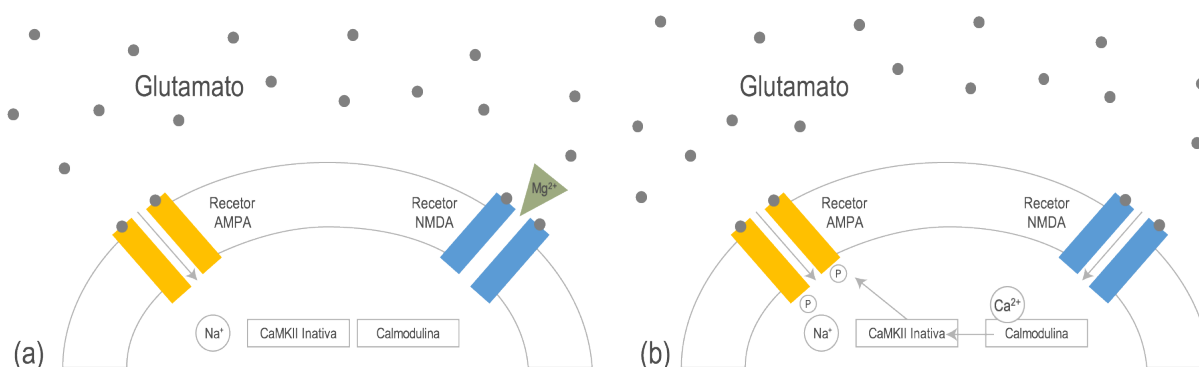 Glutamato
Mg²⁺
Recetor
AMPA
Recetor
NMDA
Na⁺
CaMKII Inativa
Calmodulina
(a)
Glutamato
Recetor
AMPA
Recetor
NMDA
P
P
Ca²⁺
Na⁺
CaMKII Inativa
Calmodulina
(b)